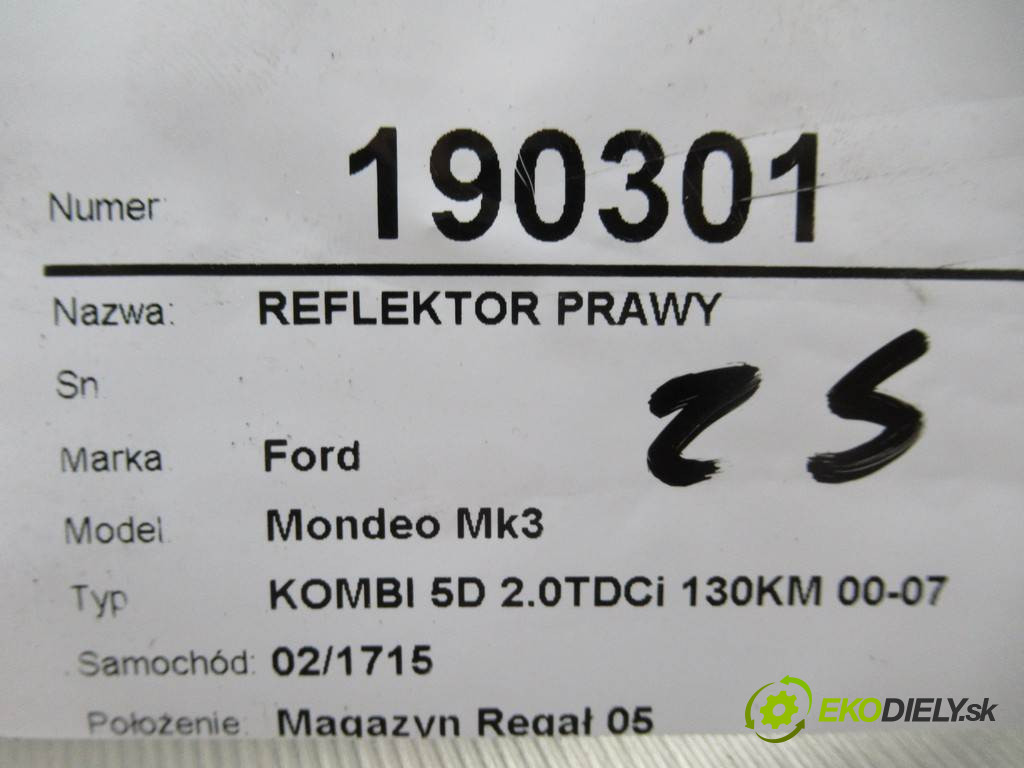 Numer 190301
Nazwa: REFLEKTOR PRAWY
Sn
25
Marka Ford
Model Mondeo Mk3
Typ KOMBI 5D 2.0TDCi 130KM 00-07
Samochód: 02/1715
Położenie Magazyn Regał 05
EKODIELY.sk